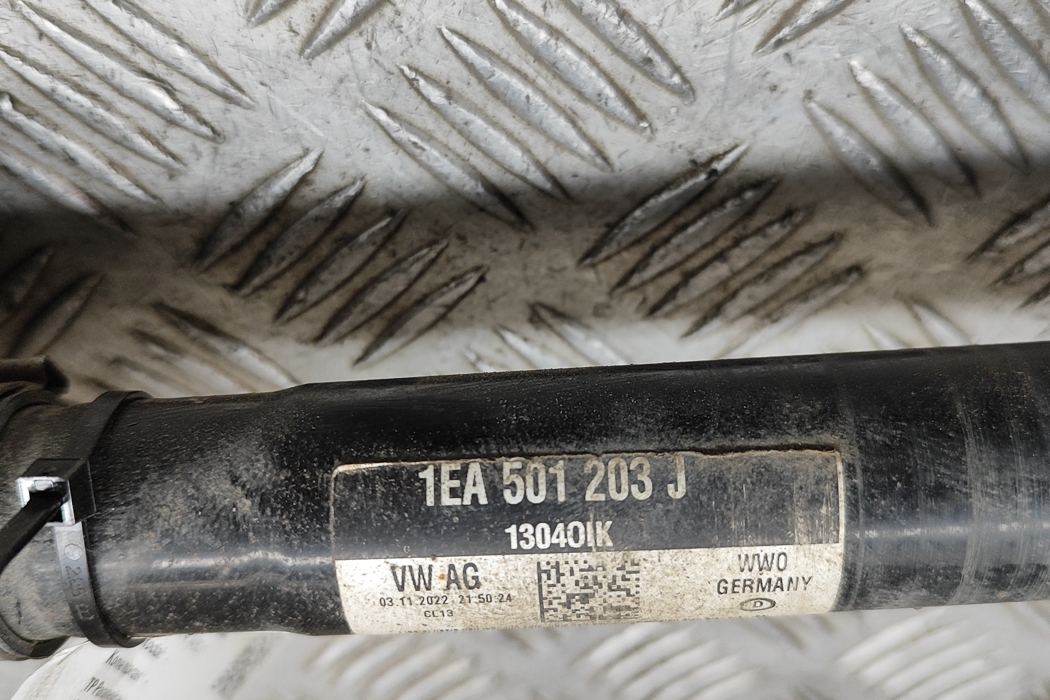 1EA 501 203 J
13040IK
VW AG
03.11.2022 21:50:24
CL13
WWO
GERMANY